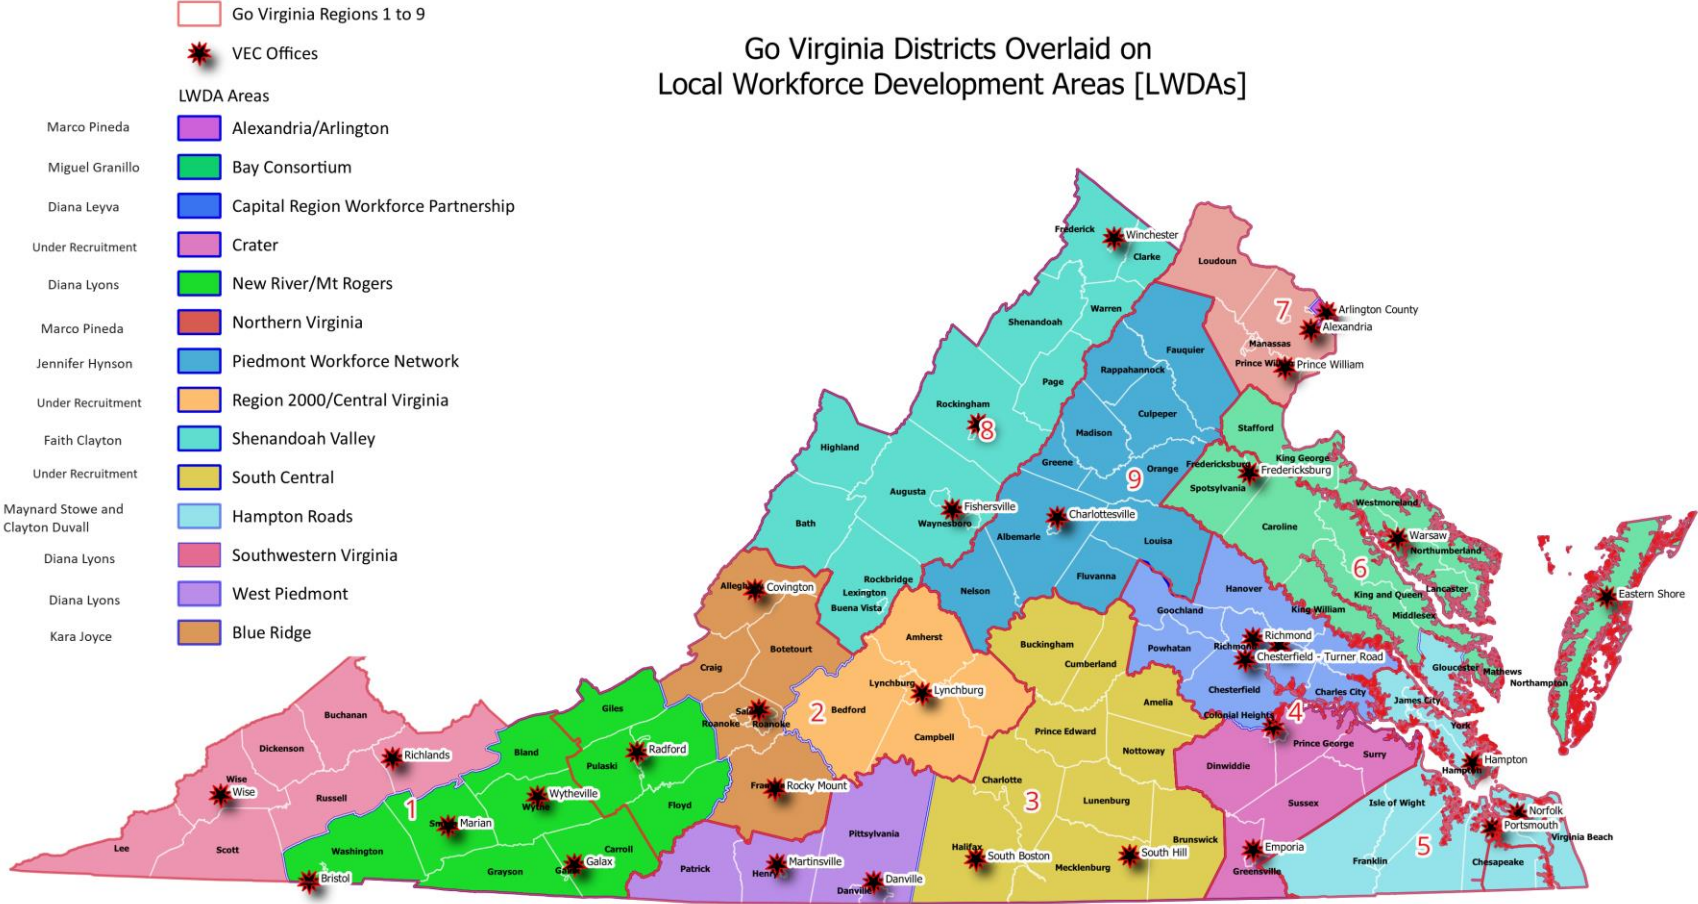 Go Virginia Regions 1 to 9
VEC Offices
Go Virginia Districts Overlaid on
Local Workforce Development Areas [LWDAs]
LWDA Areas
Marco Pineda Alexandria/Arlington
Miguel Granillo Bay Consortium
Diana Leyva Capital Region Workforce Partnership
Under Recruitment Crater
Diana Lyons New River/Mt Rogers
Marco Pineda Northern Virginia
Jennifer Hynson Piedmont Workforce Network
Under Recruitment Region 2000/Central Virginia
Faith Clayton Shenandoah Valley
Under Recruitment South Central
Maynard Stowe and
Clayton Duvall Hampton Roads
Diana Lyons Southwestern Virginia
Diana Lyons West Piedmont
Kara Joyce Blue Ridge
Frederick
Winchester
Clarke
Loudoun
Warren
Shenandoah
7
Arlington County
Alexandria
Manassas
Prince William
Fauquier
Rappahannock
Page
Rockingham
8
Culpeper
Madison
Stafford
Highland
Greene
Orange
9
King George
Fredericksburg
Spotsylvania
Augusta
Fishersville
Waynesboro
Charlottesville
Albemarle
Westmoreland
Bath
Caroline
Warsaw
Northumberland
Louisa
6
Rockbridge
Lexington
Buena Vista
Covington
Nelson
Fluvanna
Hanover
King and Queen
Lancaster
Eastern Shore
Goochland
King William
Middlesex
Amherst
Buckingham
Powhatan
Richmond
Richmond
Chesterfield - Turner Road
Botetourt
Craig
Cumberland
Gloucester
Mathews
Northampton
Lynchburg
Lynchburg
Chesterfield
Charles City
James City
Giles
Roanoke
Roanoke
2
Bedford
Amelia
Colonial Heights
4
Buchanan
Campbell
Prince Edward
Nottoway
Prince George
Surry
York
Dickenson
Richlands
Bland
Radford
Pulaski
Dinwiddie
Hampton
Hampton
Wise
Wise
Russell
1
Wytheville
Wythe
Rocky Mount
Floyd
Charlotte
3
Lunenburg
Sussex
Isle of Wight
Norfolk
Portsmouth
Virginia Beach
Marian
Pittsylvania
Lee
Scott
Washington
Carroll
Galax
Grayson
Patrick
Martinsville
Henry
Halifax
South Boston
South Hill
Brunswick
Mecklenburg
Emporia
Greensville
5
Franklin
Chesapeake
Bristol
Danville
Danville